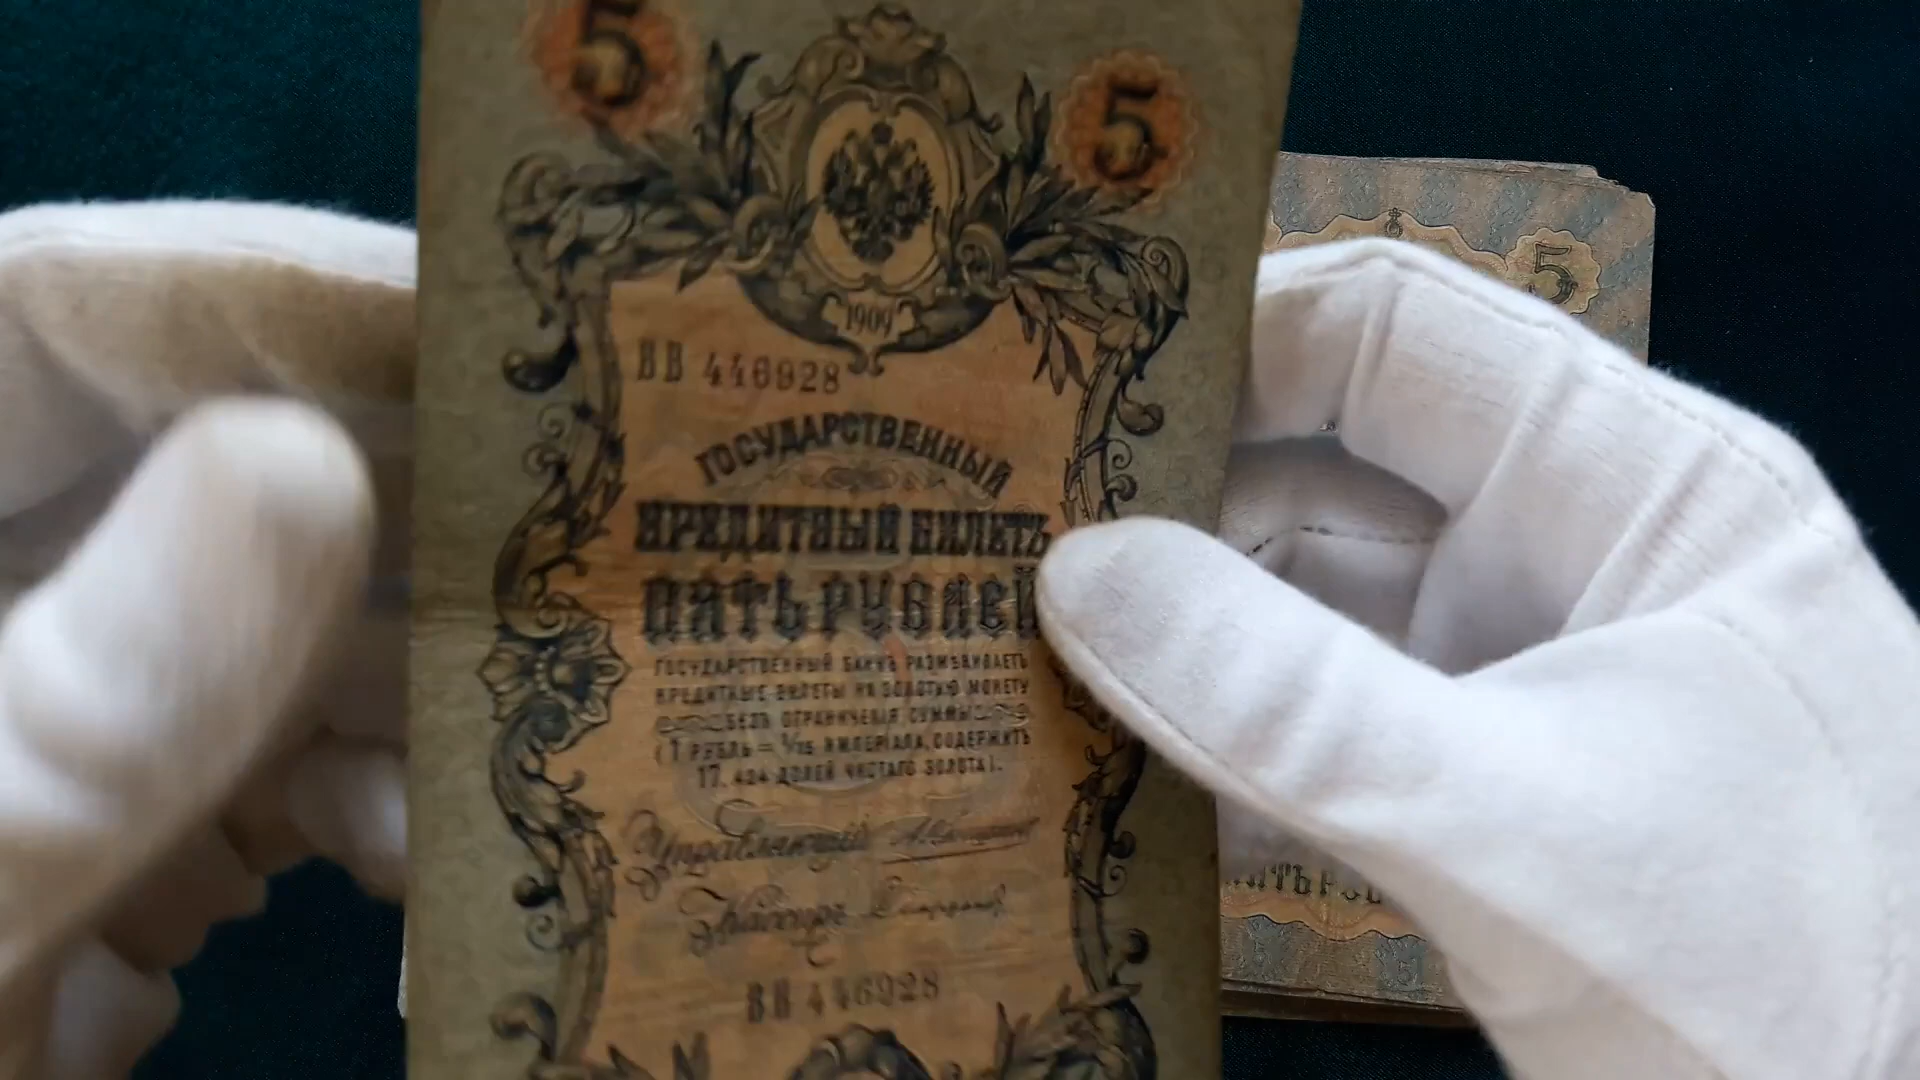 5
5
1909
ВВ 446928
ГОСУДАРСТВЕННЫЙ
КРЕДИТНЫЙ БИЛЕТЪ
ПЯТЬ РУБЛЕЙ
ГОСУДАРСТВЕННЫЙ БАНКЪ РАЗМѢНИВАЕТЪ
КРЕДИТНЫЕ БИЛЕТЫ НА ЗОЛОТУЮ МОНЕТУ
БЕЗЪ ОГРАНИЧЕНІЯ СУММЫ
(1 РУБЛЬ = 1/15 ИМПЕРІАЛА, СОДЕРЖИТЪ
17,424 ДОЛЕЙ ЧИСТАГО ЗОЛОТА).
Управляющій
Кассиръ
ВВ 446928
5
5